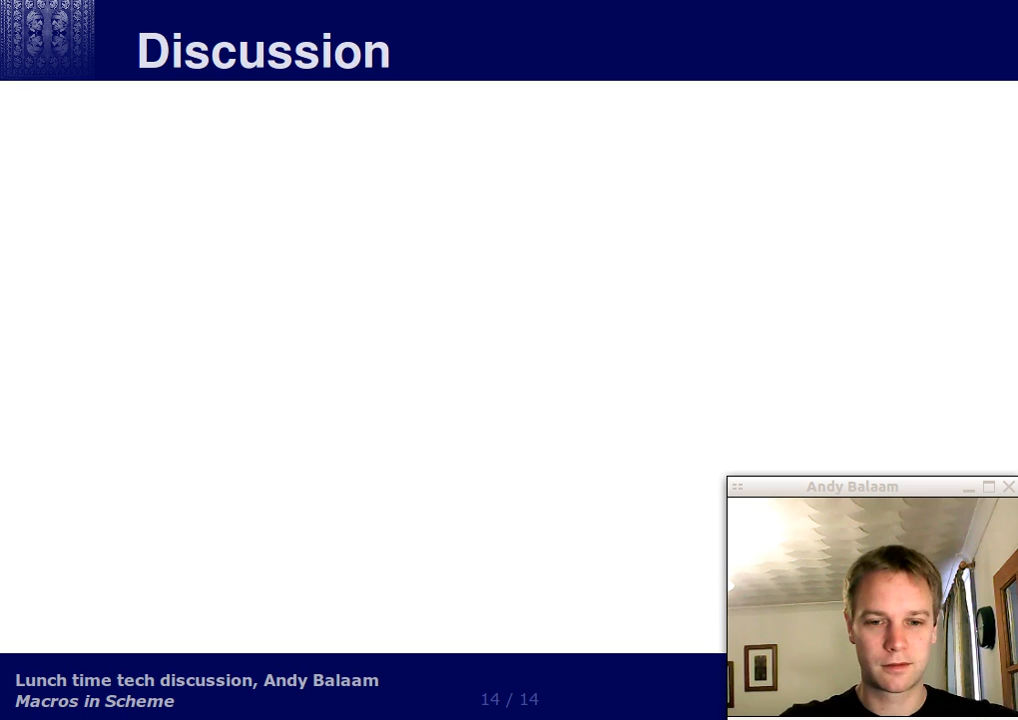 Discussion
Andy Balaam
Lunch time tech discussion, Andy Balaam
Macros in Scheme
14 / 14